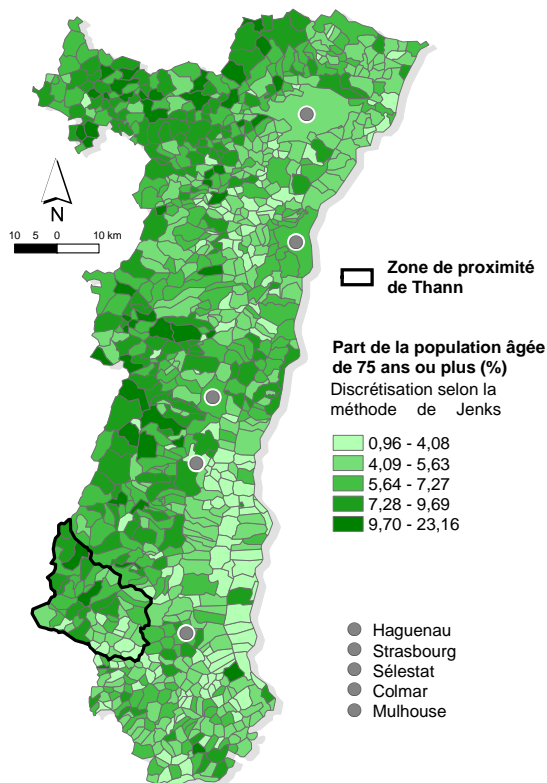 N
10 5 0 10 km
Zone de proximité
de Thann
Part de la population âgée
de 75 ans ou plus (%)
Discrétisation selon la
méthode de Jenks
0,96 - 4,08
4,09 - 5,63
5,64 - 7,27
7,28 - 9,69
9,70 - 23,16
Haguenau
Strasbourg
Sélestat
Colmar
Mulhouse